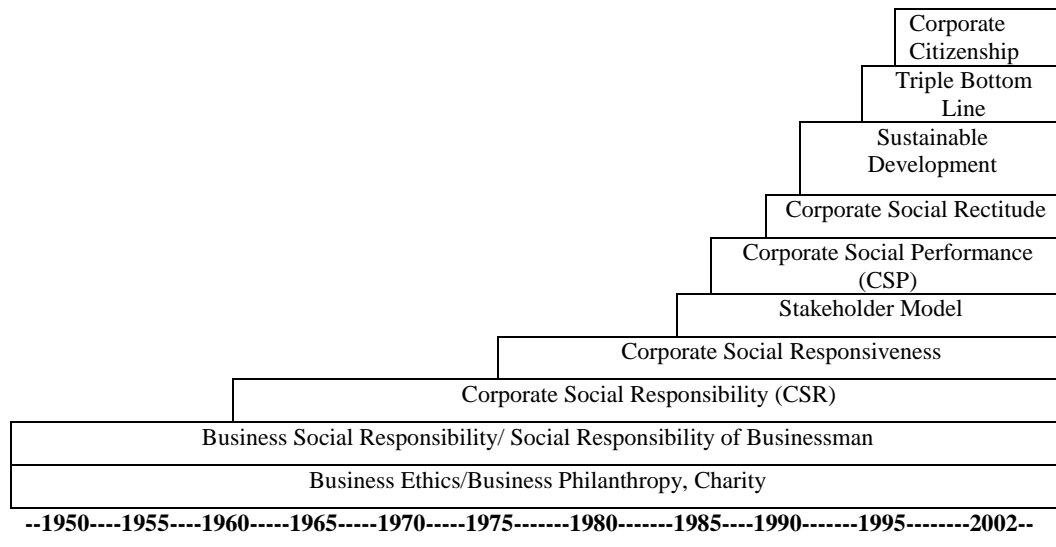 Corporate
Citizenship
Triple Bottom
Line
Sustainable
Development
Corporate Social Rectitude
Corporate Social Performance
(CSP)
Stakeholder Model
Corporate Social Responsiveness
Corporate Social Responsibility (CSR)
Business Social Responsibility/ Social Responsibility of Businessman
Business Ethics/Business Philanthropy, Charity
--1950----1955----1960-----1965-----1970-----1975-------1980-------1985----1990-------1995--------2002--